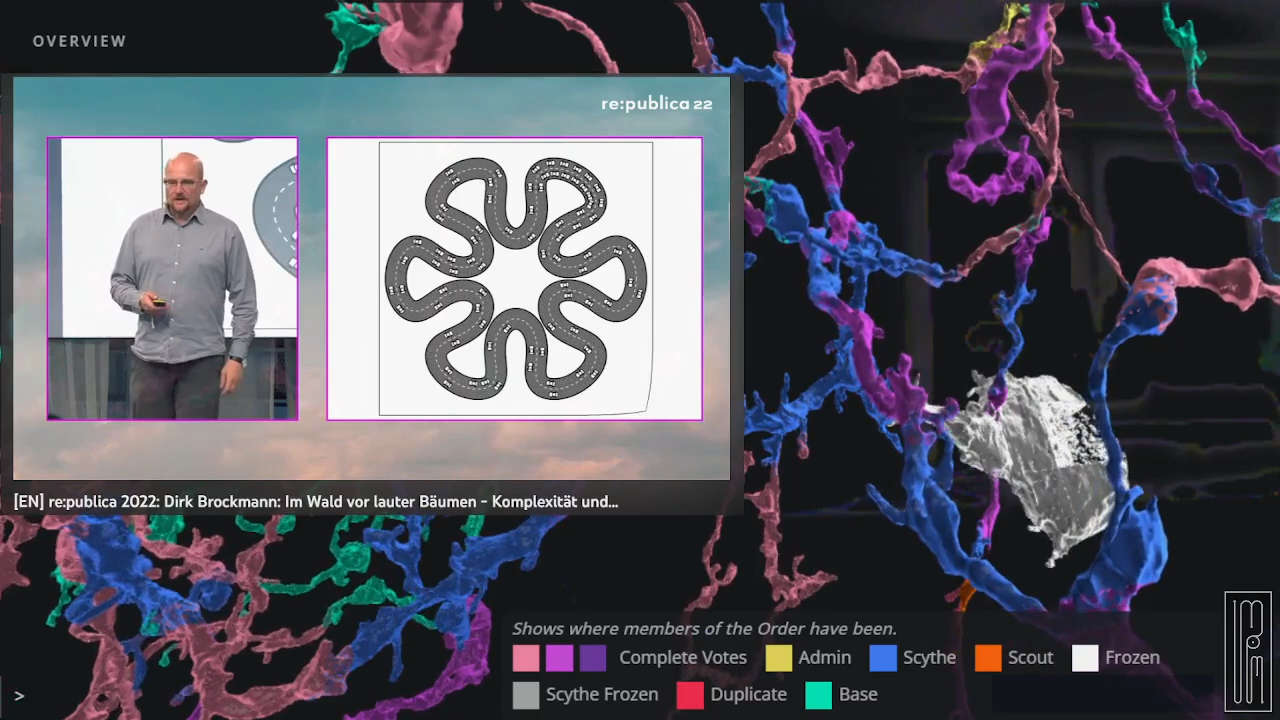 OVERVIEW
re:publica 22
[EN] re:publica 2022: Dirk Brockmann: Im Wald vor lauter Bäumen - Komplexität und...
Shows where members of the Order have been.
Complete Votes
Admin
Scythe
Scout
Frozen
Scythe Frozen
Duplicate
Base
>